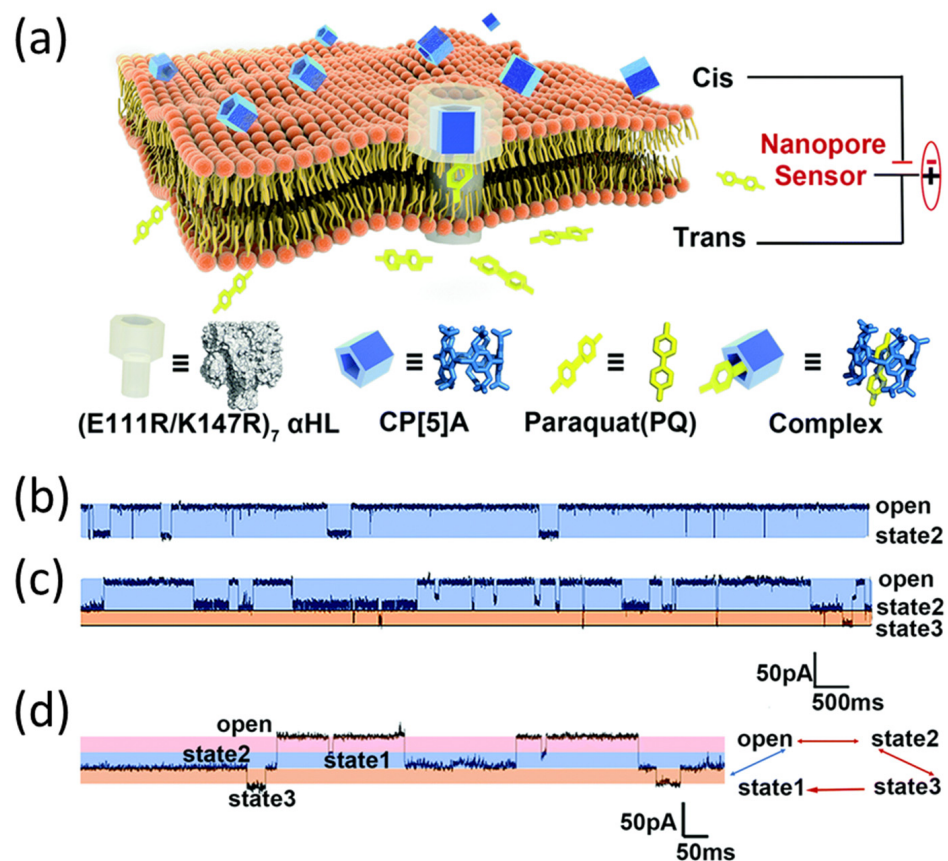 (a)
Cis
Nanopore
Sensor
- +
Trans
≡ ≡ ≡ ≡
(E111R/K147R)₇ αHL CP[5]A Paraquat(PQ) Complex
(b)
open
state2
(c)
open
state2
state3
50pA
500ms
(d)
open
state2
state1
state3
open state2
state1 state3
50pA
50ms